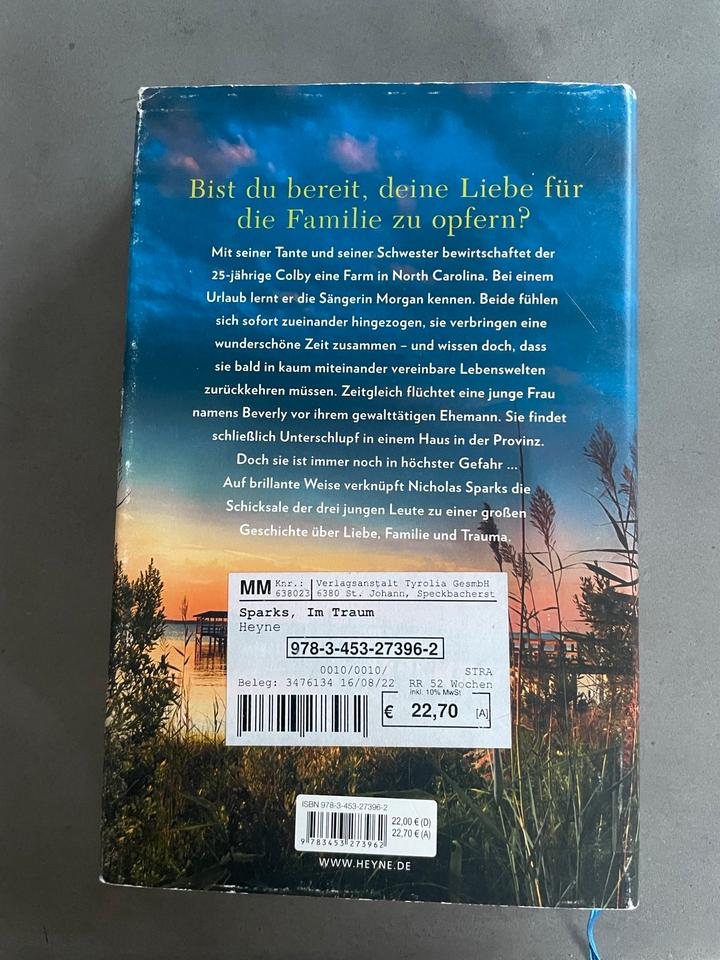 Bist du bereit, deine Liebe für
die Familie zu opfern?
Mit seiner Tante und seiner Schwester bewirtschaftet der
25-jährige Colby eine Farm in North Carolina. Bei einem
Urlaub lernt er die Sängerin Morgan kennen. Beide fühlen
sich sofort zueinander hingezogen, sie verbringen eine
wunderschöne Zeit zusammen – und wissen doch, dass
sie bald in kaum miteinander vereinbare Lebenswelten
zurückkehren müssen. Zeitgleich flüchtet eine junge Frau
namens Beverly vor ihrem gewalttätigen Ehemann. Sie findet
schließlich Unterschlupf in einem Haus in der Provinz.
Doch sie ist immer noch in höchster Gefahr ...
Auf brillante Weise verknüpft Nicholas Sparks die
Schicksale der drei jungen Leute zu einer großen
Geschichte über Liebe, Familie und Trauma.
MM Knr.: Verlagsanstalt Tyrolia GesmbH
638023 6380 St. Johann, Speckbacherst
Sparks, Im Traum
Heyne
978-3-453-27396-2
0010/0010/ STRA
Beleg: 3476134 16/08/22 RR 52 Wochen
inkl. 10% MwSt
€ 22,70 [A]
ISBN 978-3-453-27396-2
22,00 € (D)
22,70 € (A)
9 783453 273962
WWW.HEYNE.DE